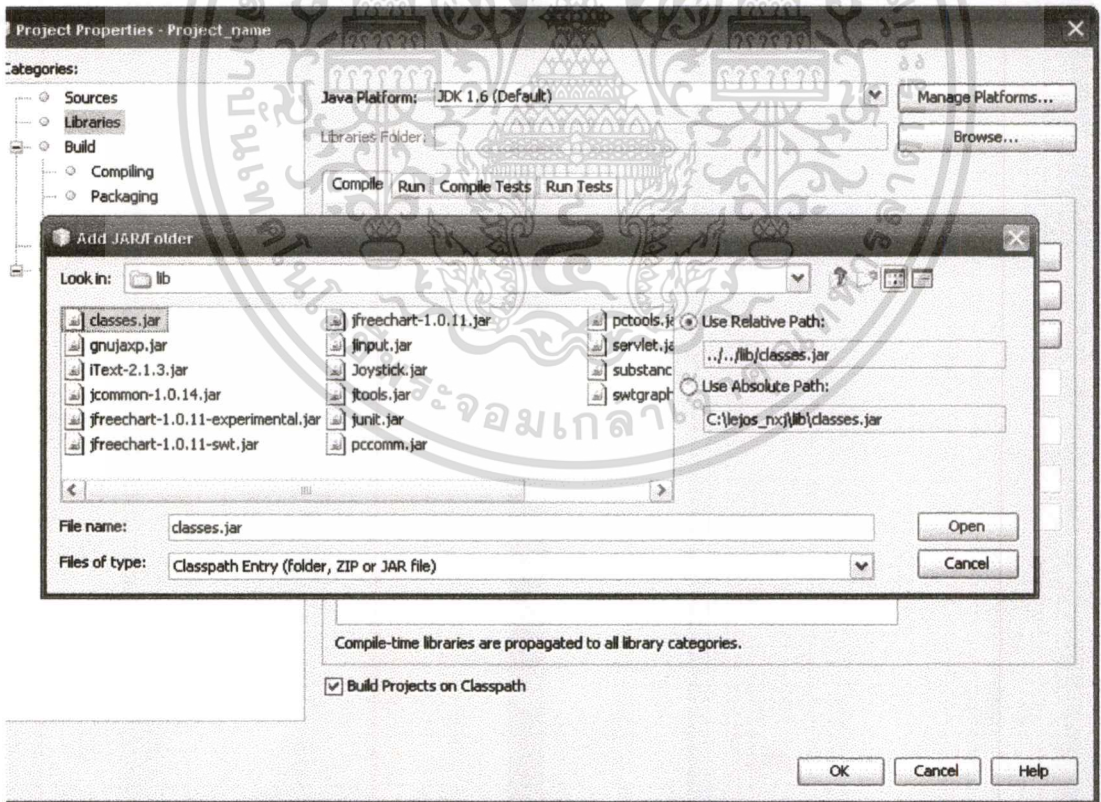 Project Properties - Project_name
Categories:
Sources
Libraries
Build
Compiling
Packaging
Java Platform: JDK 1.6 (Default)
Manage Platforms...
Libraries Folder:
Browse...
Compile Run Compile Tests Run Tests
Add JAR/Folder
Look in: lib
classes.jar
gnujaxp.jar
iText-2.1.3.jar
jcommon-1.0.14.jar
jfreechart-1.0.11-experimental.jar
jfreechart-1.0.11-swt.jar
jfreechart-1.0.11.jar
jinput.jar
Joystick.jar
jtools.jar
junit.jar
pccomm.jar
pctools.ja
servlet.ja
substanc
swtgraph
Use Relative Path:
../../lib/classes.jar
Use Absolute Path:
C:\lejos_nxj\lib\classes.jar
File name: classes.jar
Open
Files of type: Classpath Entry (folder, ZIP or JAR file)
Cancel
Compile-time libraries are propagated to all library categories.
Build Projects on Classpath
OK Cancel Help